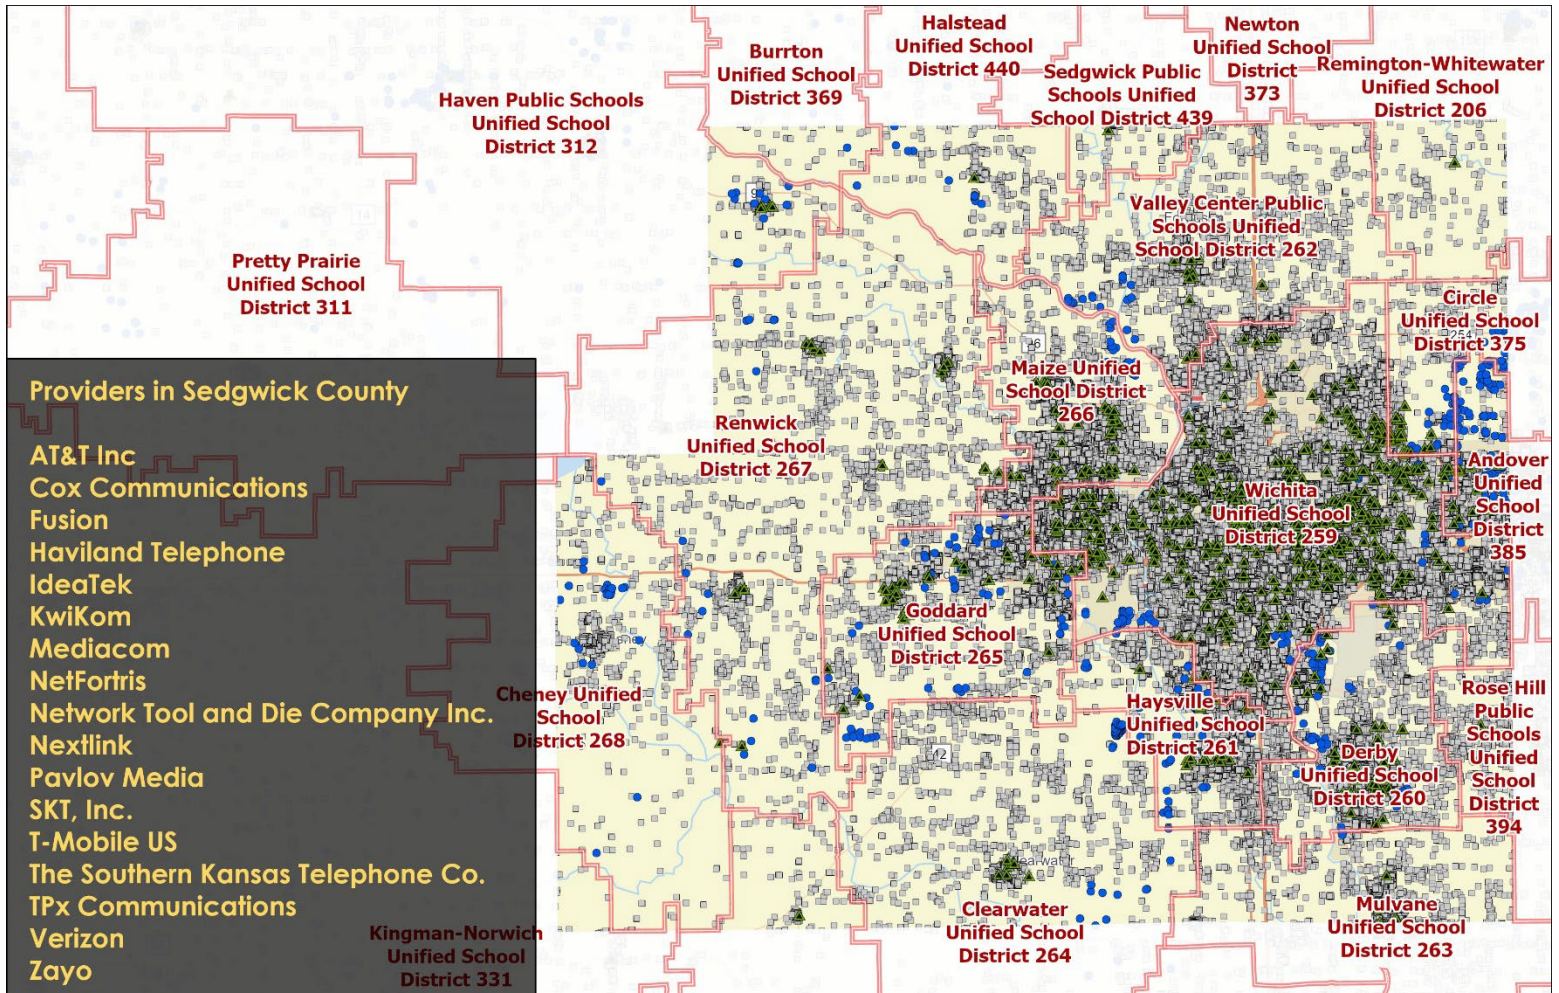 Halstead
Unified School
District 440
Newton
Unified School
District
373
Burrton
Unified School
District 369
Sedgwick Public
Schools Unified
School District 439
Remington-Whitewater
Unified School
District 206
Haven Public Schools
Unified School
District 312
Valley Center Public
Schools Unified
School District 262
Pretty Prairie
Unified School
District 311
Circle
Unified School
District 375
254
14
Maize Unified
School District
266
Renwick
Unified School
District 267
Andover
Unified
School
District
385
Wichita
Unified School
District 259
Goddard
Unified School
District 265
Cheney Unified
School
District 268
Haysville
Unified School
District 261
Derby
Unified School
District 260
Rose Hill
Public
Schools
Unified
School
District
394
Clearwater
Unified School
District 264
Mulvane
Unified School
District 263
Kingman-Norwich
Unified School
District 331
Providers in Sedgwick County
AT&T Inc
Cox Communications
Fusion
Haviland Telephone
IdeaTek
KwiKom
Mediacom
NetFortris
Network Tool and Die Company Inc.
Nextlink
Pavlov Media
SKT, Inc.
T-Mobile US
The Southern Kansas Telephone Co.
TPx Communications
Verizon
Zayo